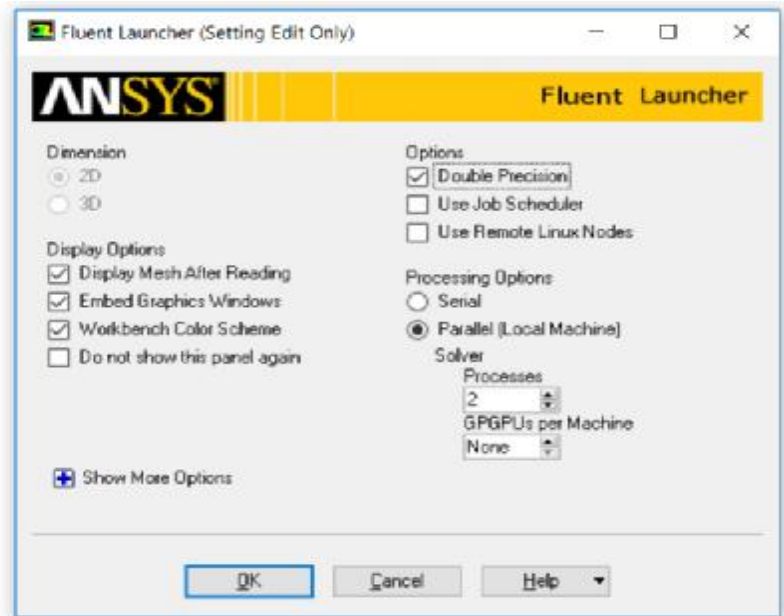 Fluent Launcher (Setting Edit Only)
ANSYS
Fluent Launcher
Dimension
2D
3D
Display Options
Display Mesh After Reading
Embed Graphics Windows
Workbench Color Scheme
Do not show this panel again
Show More Options
Options
Double Precision
Use Job Scheduler
Use Remote Linux Nodes
Processing Options
Serial
Parallel (Local Machine)
Solver
Processes
2
GPGPUs per Machine
None
OK
Cancel
Help